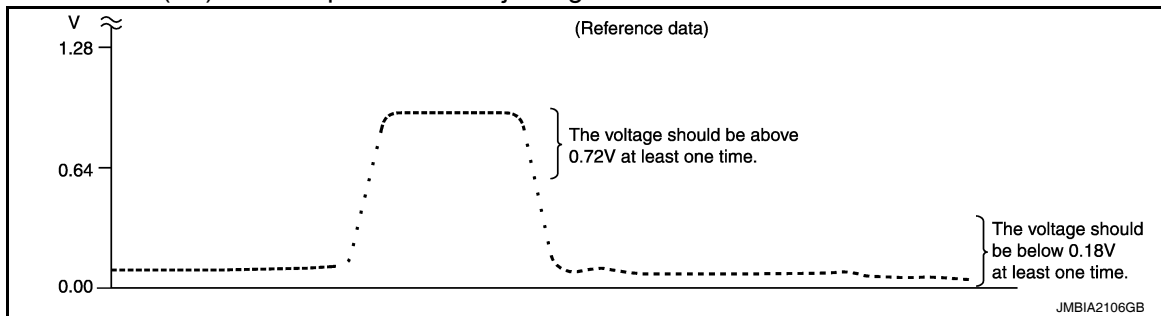 V
(Reference data)
1.28
The voltage should be above
0.72V at least one time.
0.64
The voltage should
be below 0.18V
at least one time.
0.00
JMBIA2106GB